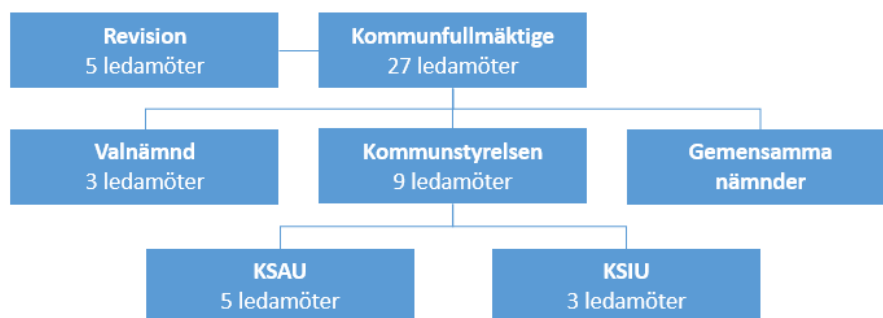 Revision
5 ledamöter
Kommunfullmäktige
27 ledamöter
Valnämnd
3 ledamöter
Kommunstyrelsen
9 ledamöter
Gemensamma
nämnder
KSAU
5 ledamöter
KSIU
3 ledamöter